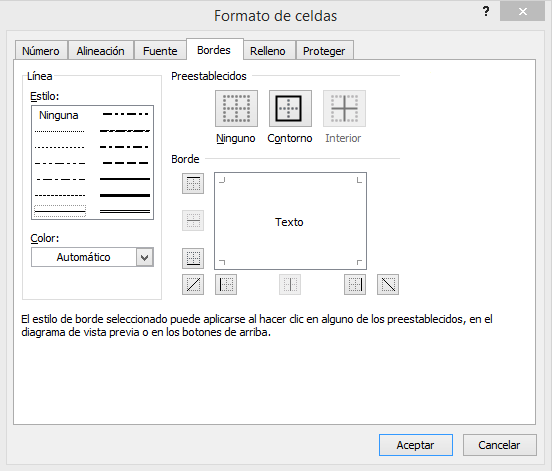 Formato de celdas
?
Número Alineación Fuente Bordes Relleno Proteger
Línea
Estilo:
Ninguna
Color:
Automático
Preestablecidos
Ninguno Contorno Interior
Borde
Texto
El estilo de borde seleccionado puede aplicarse al hacer clic en alguno de los preestablecidos, en el
diagrama de vista previa o en los botones de arriba.
Aceptar Cancelar